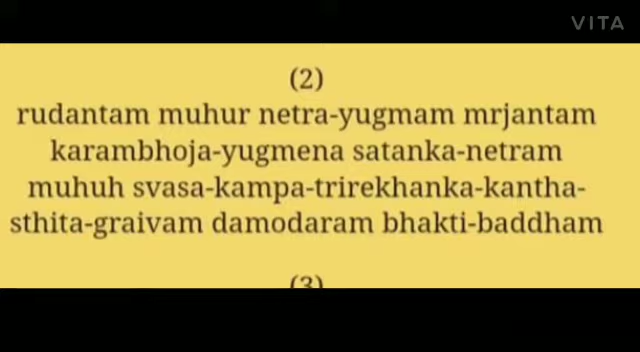 VITA
(2)
rudantam muhur netra-yugmam mrjantam
karambhoja-yugmena satanka-netram
muhuh svasa-kampa-trirekhanka-kantha-
sthita-graivam damodaram bhakti-baddham
(3)